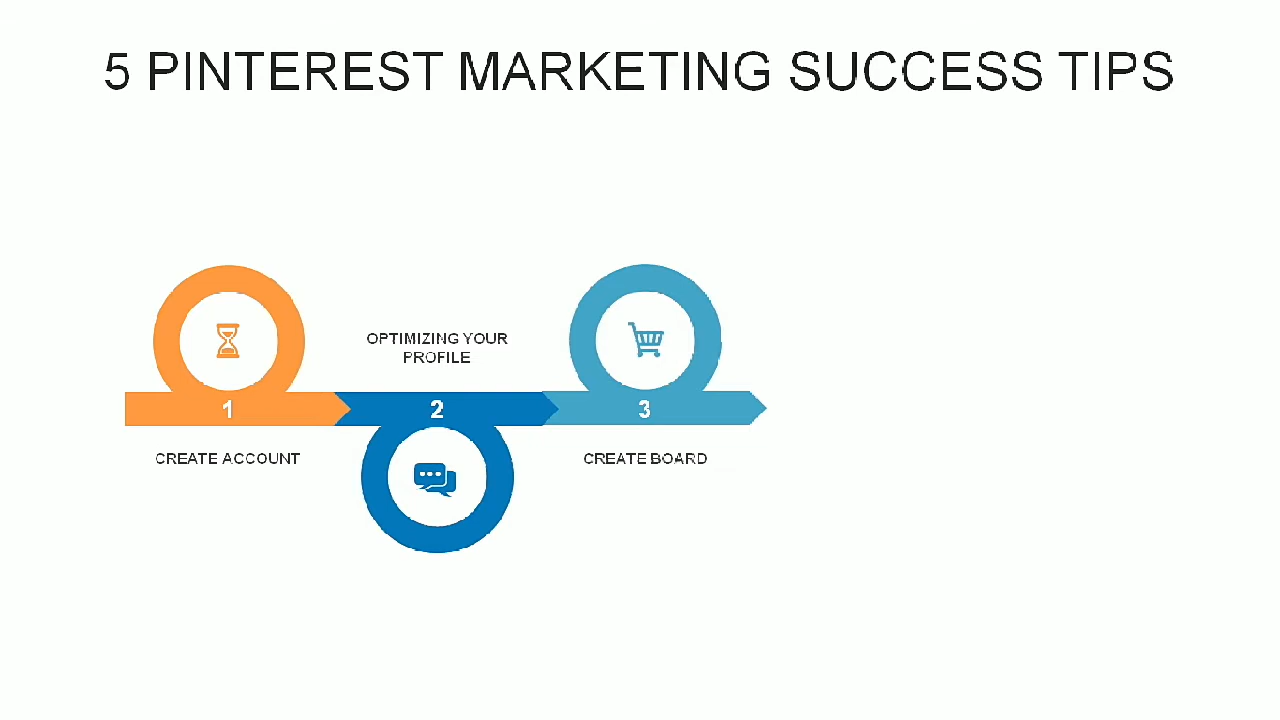 5 PINTEREST MARKETING SUCCESS TIPS
OPTIMIZING YOUR
PROFILE
1
2
3
CREATE ACCOUNT
CREATE BOARD